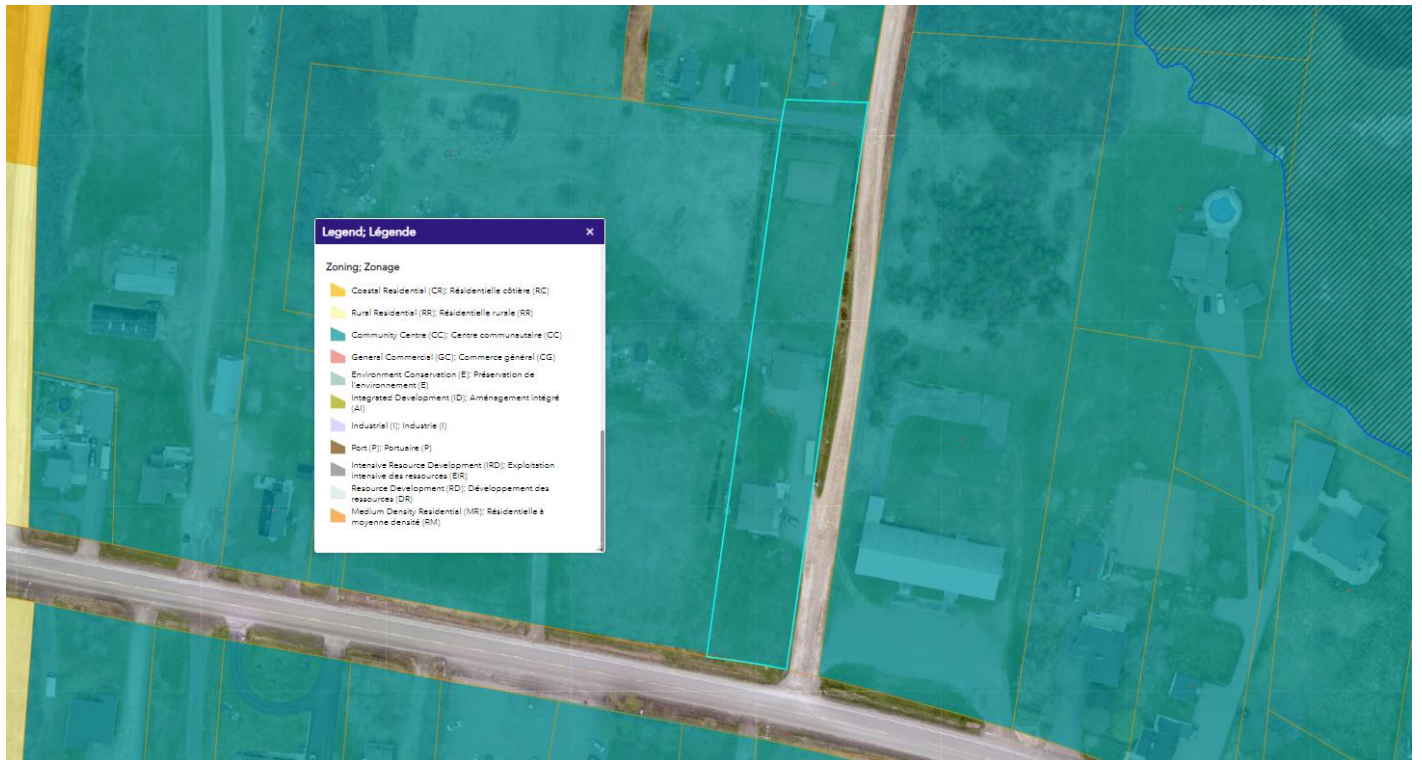 Legend; Légende ×
Zoning; Zonage
Coastal Residential (CR); Résidentielle côtière (RC)
Rural Residential (RR); Résidentielle rurale (RR)
Community Centre (CC); Centre communautaire (CC)
General Commercial (GC); Commerce général (CG)
Environment Conservation (E); Préservation de
l'environnement (E)
Integrated Development (ID); Aménagement intégré
(AI)
Industrial (I); Industrie (I)
Port (P); Portuaire (P)
Intensive Resource Development (IRD); Exploitation
intensive des ressources (EIR)
Resource Development (RD); Développement des
ressources (DR)
Medium Density Residential (MR); Résidentielle à
moyenne densité (RM)